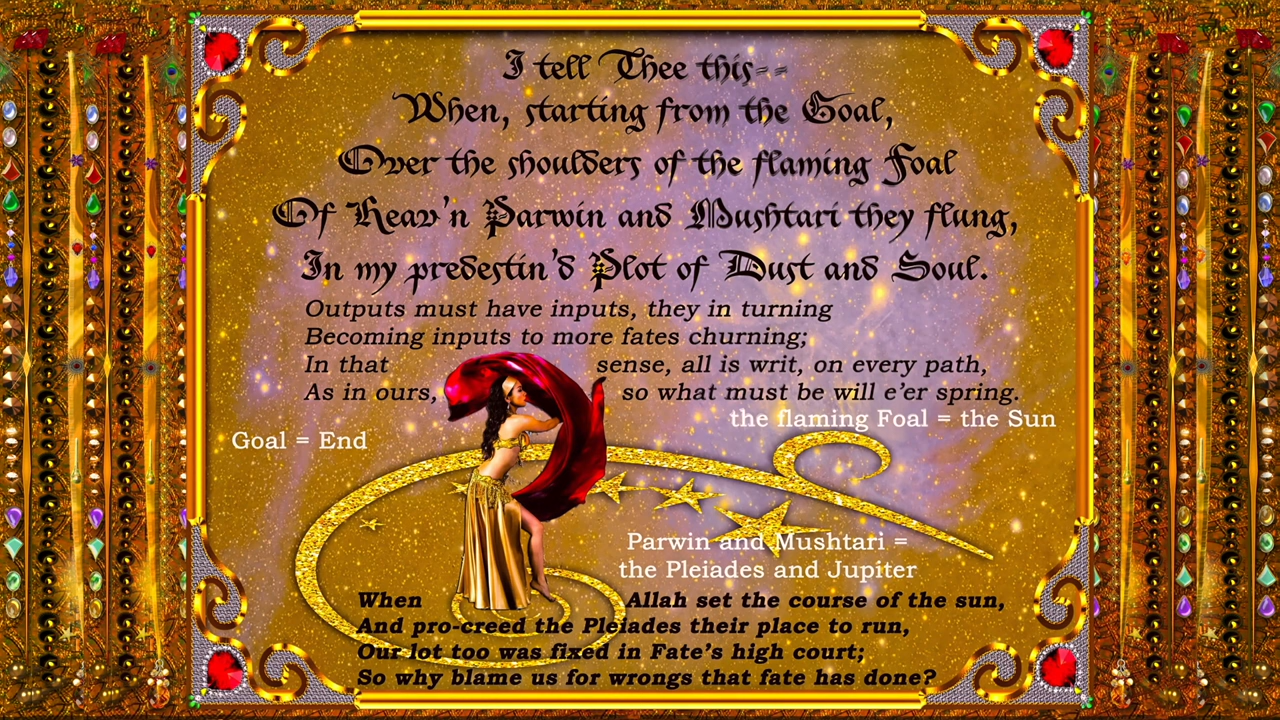 I tell Thee this--
When, starting from the Goal,
Over the shoulders of the flaming Foal
Of Heav'n Parwin and Mushtari they flung,
In my predestin'd Plot of Dust and Soul.
Outputs must have inputs, they in turning
Becoming inputs to more fates churning;
In that sense, all is writ, on every path,
As in ours, so what must be will e'er spring.
the flaming Foal = the Sun
Goal = End
Parwin and Mushtari =
the Pleiades and Jupiter
When Allah set the course of the sun,
And pro-creed the Pleiades their place to run,
Our lot too was fixed in Fate's high court;
So why blame us for wrongs that fate has done?